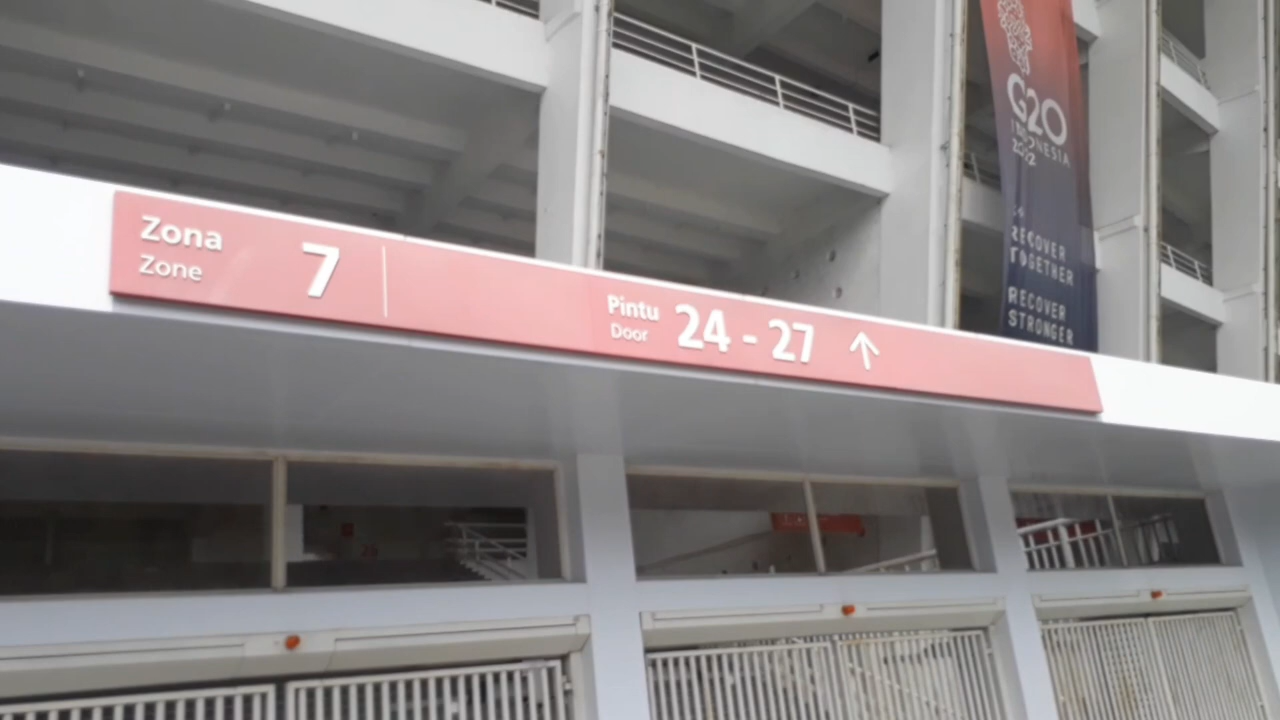 Zona
Zone
7
Pintu
Door
24 - 27
G20
INDONESIA
2022
RECOVER
TOGETHER
RECOVER
STRONGER